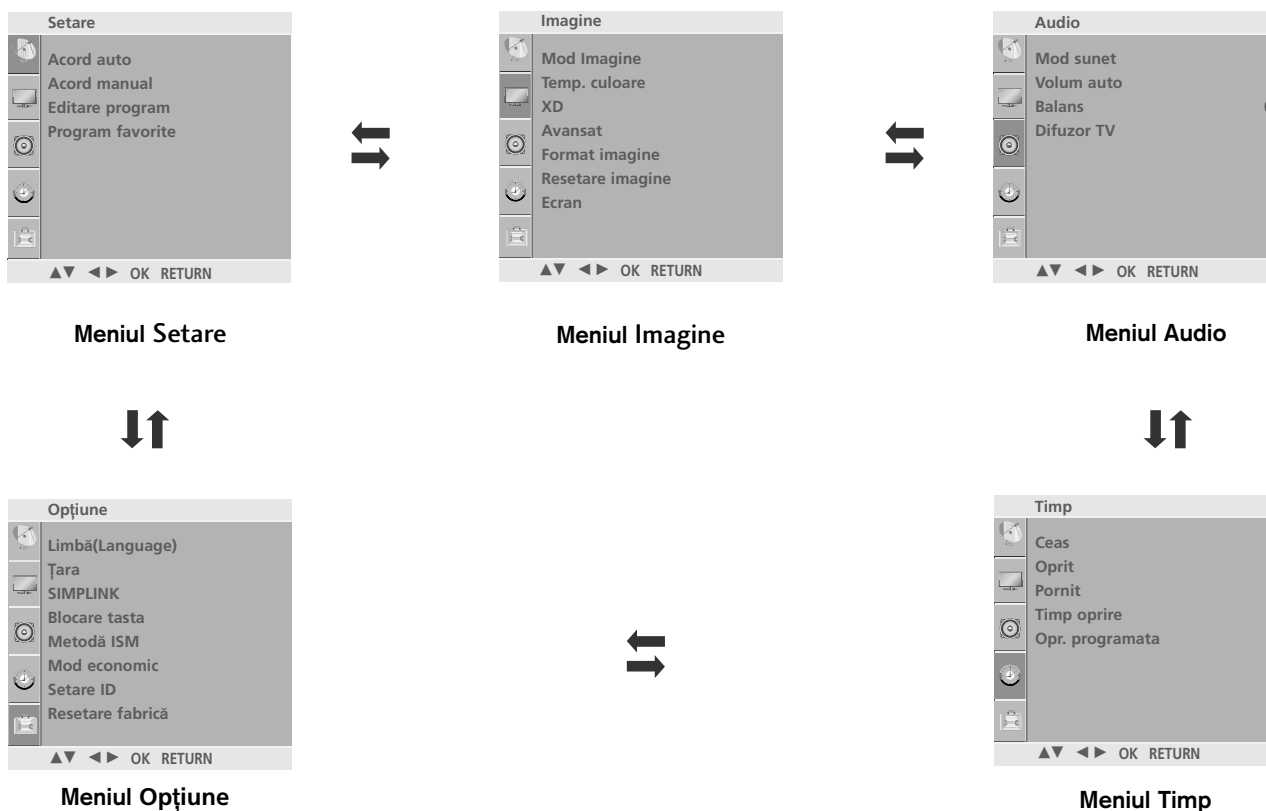 Setare
Acord auto
Acord manual
Editare program
Program favorite
▲▼ ◄► OK RETURN
Meniul Setare
Imagine
Mod Imagine
Temp. culoare
XD
Avansat
Format imagine
Resetare imagine
Ecran
▲▼ ◄► OK RETURN
Meniul Imagine
Audio
Mod sunet
Volum auto
Balans
Difuzor TV
▲▼ ◄► OK RETURN
Meniul Audio
Opțiune
Limbă(Language)
Țara
SIMPLINK
Blocare tasta
Metodă ISM
Mod economic
Setare ID
Resetare fabrică
▲▼ ◄► OK RETURN
Meniul Opțiune
Timp
Ceas
Oprit
Pornit
Timp oprire
Opr. programata
▲▼ ◄► OK RETURN
Meniul Timp